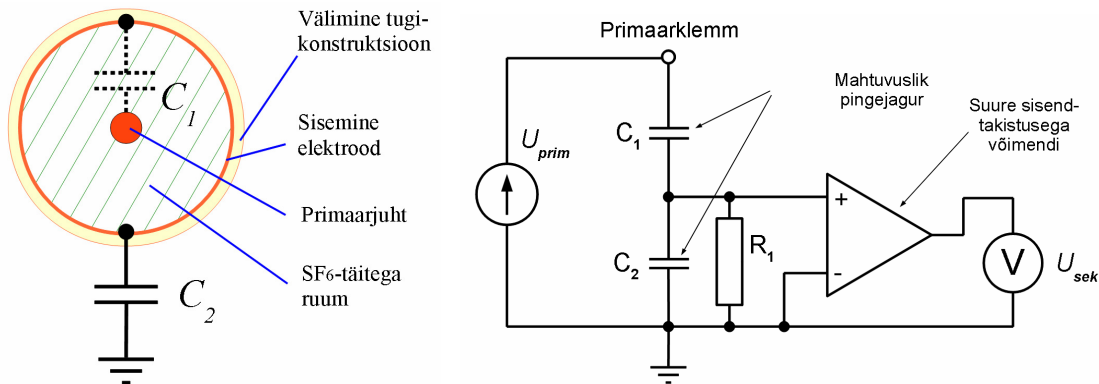 Välimine tugi-
konstruktsioon
Sisemine
elektrood
Primaarjuht
SF6-täitega
ruum
C1
C2
Primaarklemm
Mahtuvuslik
pingejagur
Suure sisend-
takistusega
võimendi
Uprim
C1
C2
R1
+
-
V
Usek